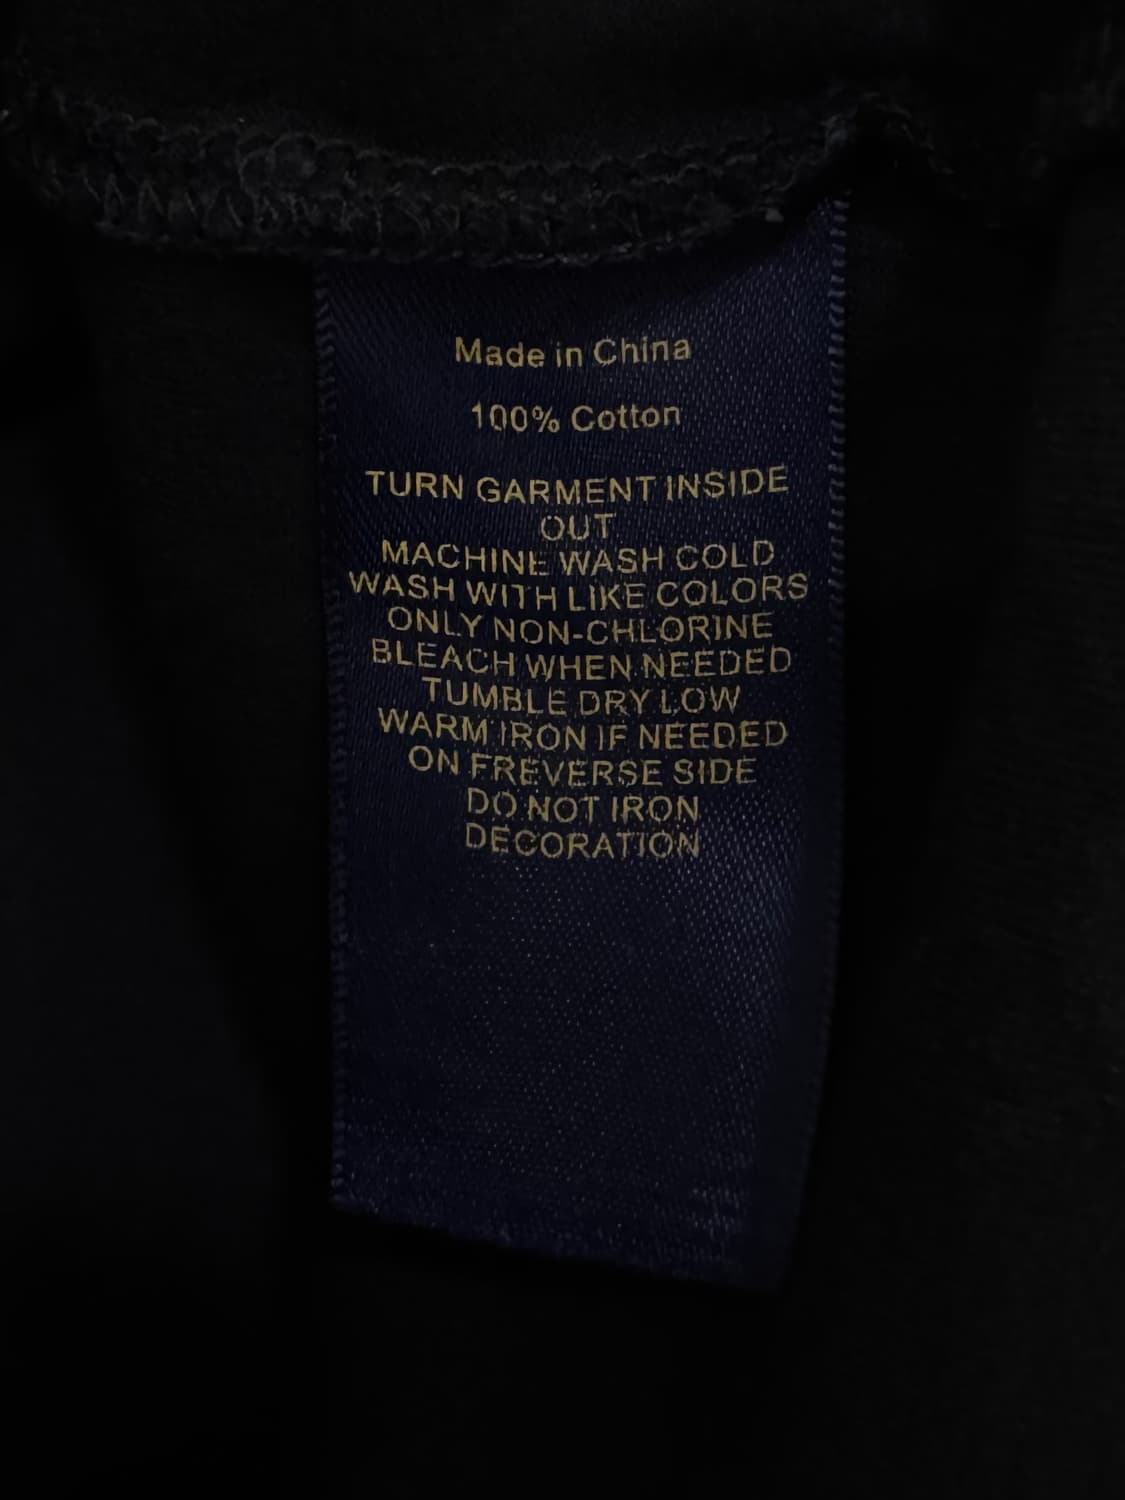 Made in China
100% Cotton
TURN GARMENT INSIDE
OUT
MACHINE WASH COLD
WASH WITH LIKE COLORS
ONLY NON-CHLORINE
BLEACH WHEN NEEDED
TUMBLE DRY LOW
WARM IRON IF NEEDED
ON FREVERSE SIDE
DO NOT IRON
DECORATION